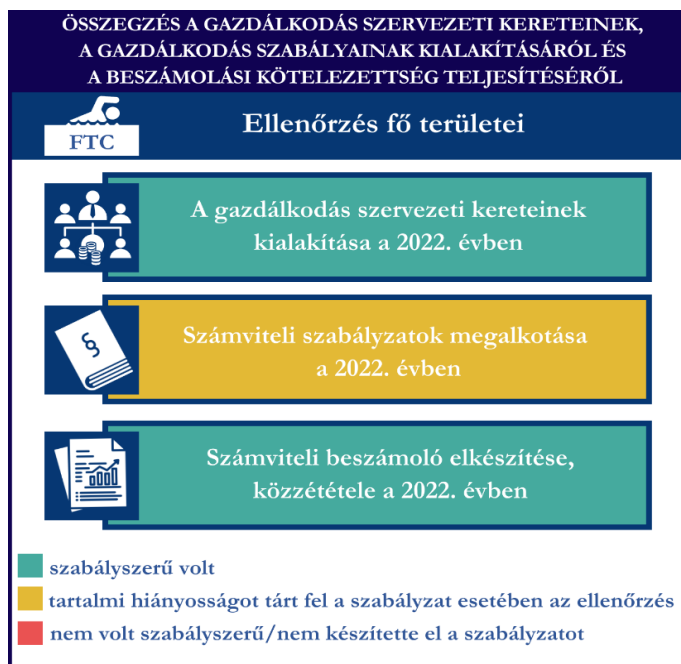 ÖSSZEGZÉS A GAZDÁLKODÁS SZERVEZETI KERETEINEK,
A GAZDÁLKODÁS SZABÁLYAINAK KIALAKÍTÁSÁRÓL ÉS
A BESZÁMOLÁSI KÖTELEZETTSÉG TELJESÍTÉSÉRŐL
FTC
Ellenőrzés fő területei
A gazdálkodás szervezeti kereteinek
kialakítása a 2022. évben
§
Számviteli szabályzatok megalkotása
a 2022. évben
Számviteli beszámoló elkészítése,
közzététele a 2022. évben
szabályszerű volt
tartalmi hiányosságot tárt fel a szabályzat esetében az ellenőrzés
nem volt szabályszerű/nem készítette el a szabályzatot